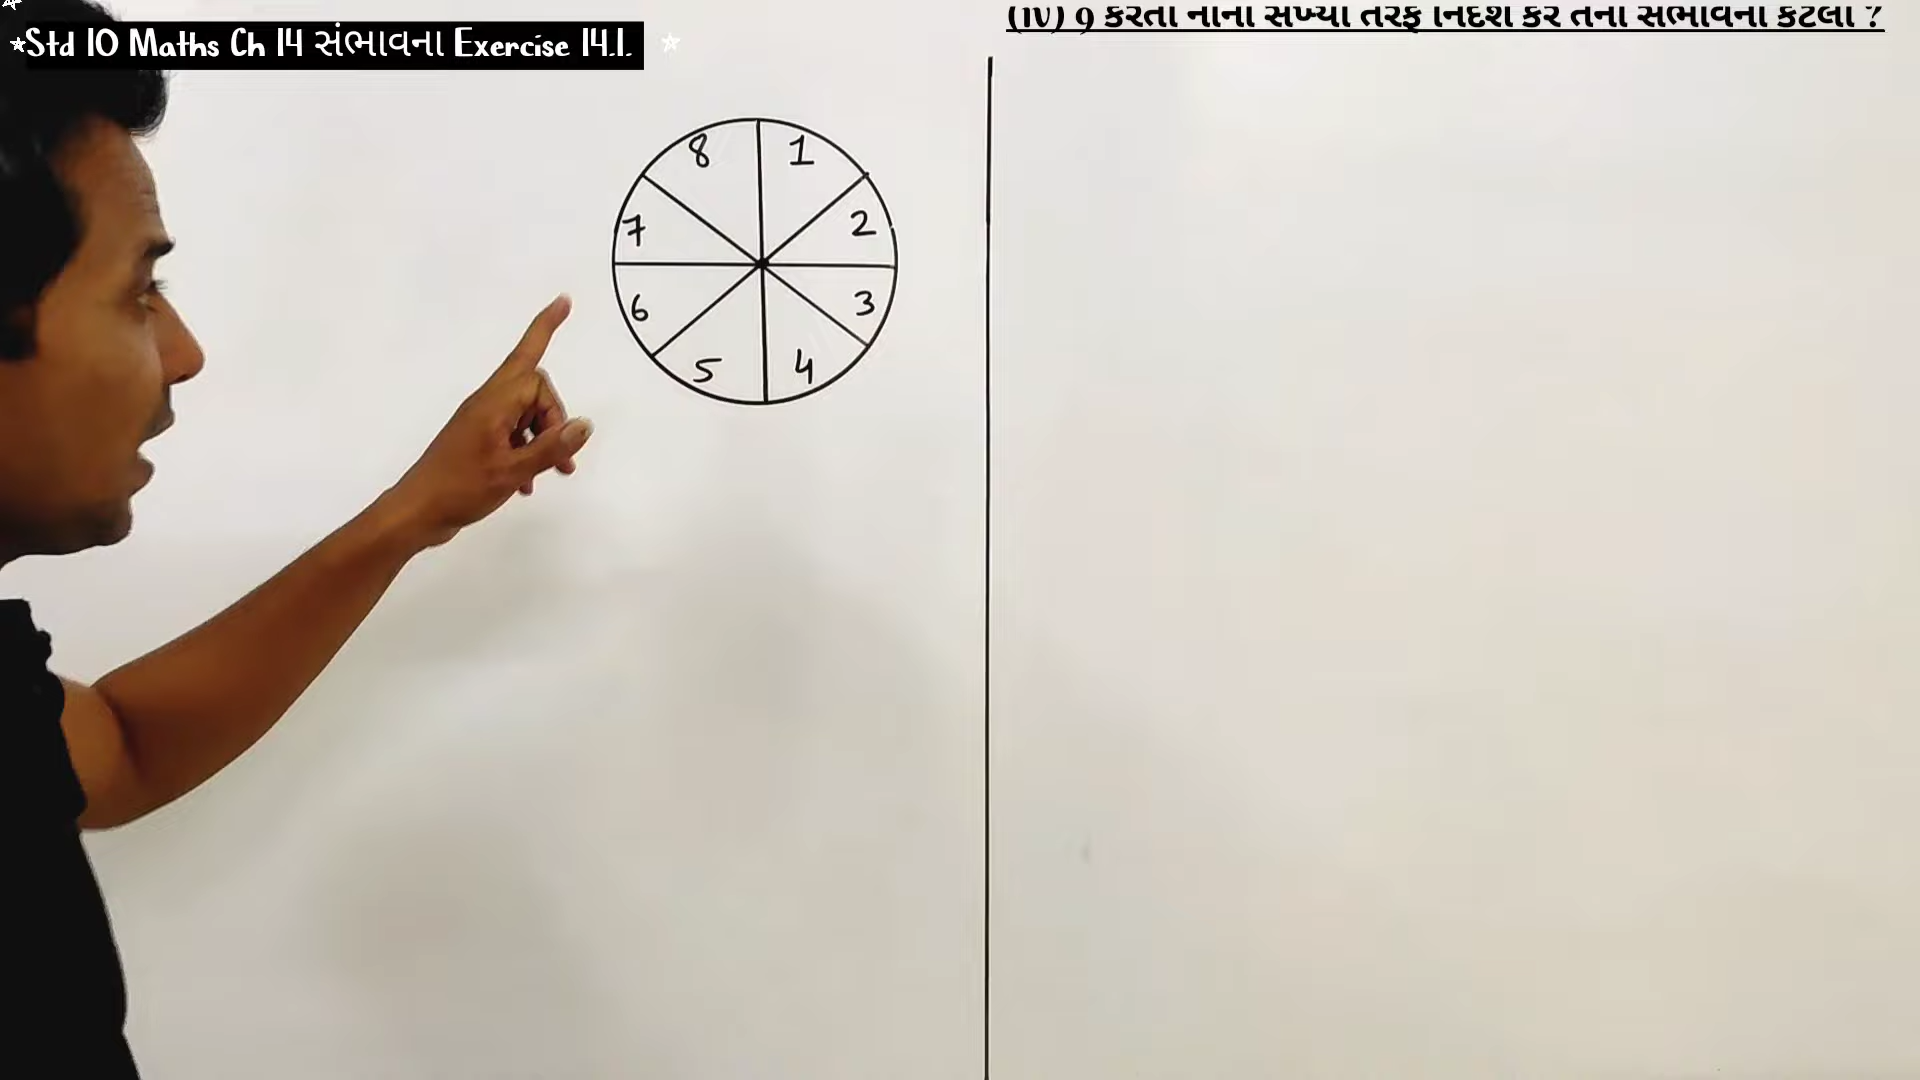 Std 10 Maths Ch 14 સંભાવના Exercise 14.1.
(iv) 9 કરતા નાની સંખ્યા તરફ નિર્દેશ કરે તેની સંભાવના કેટલી ?
8 1
7 2
6 3
5 4